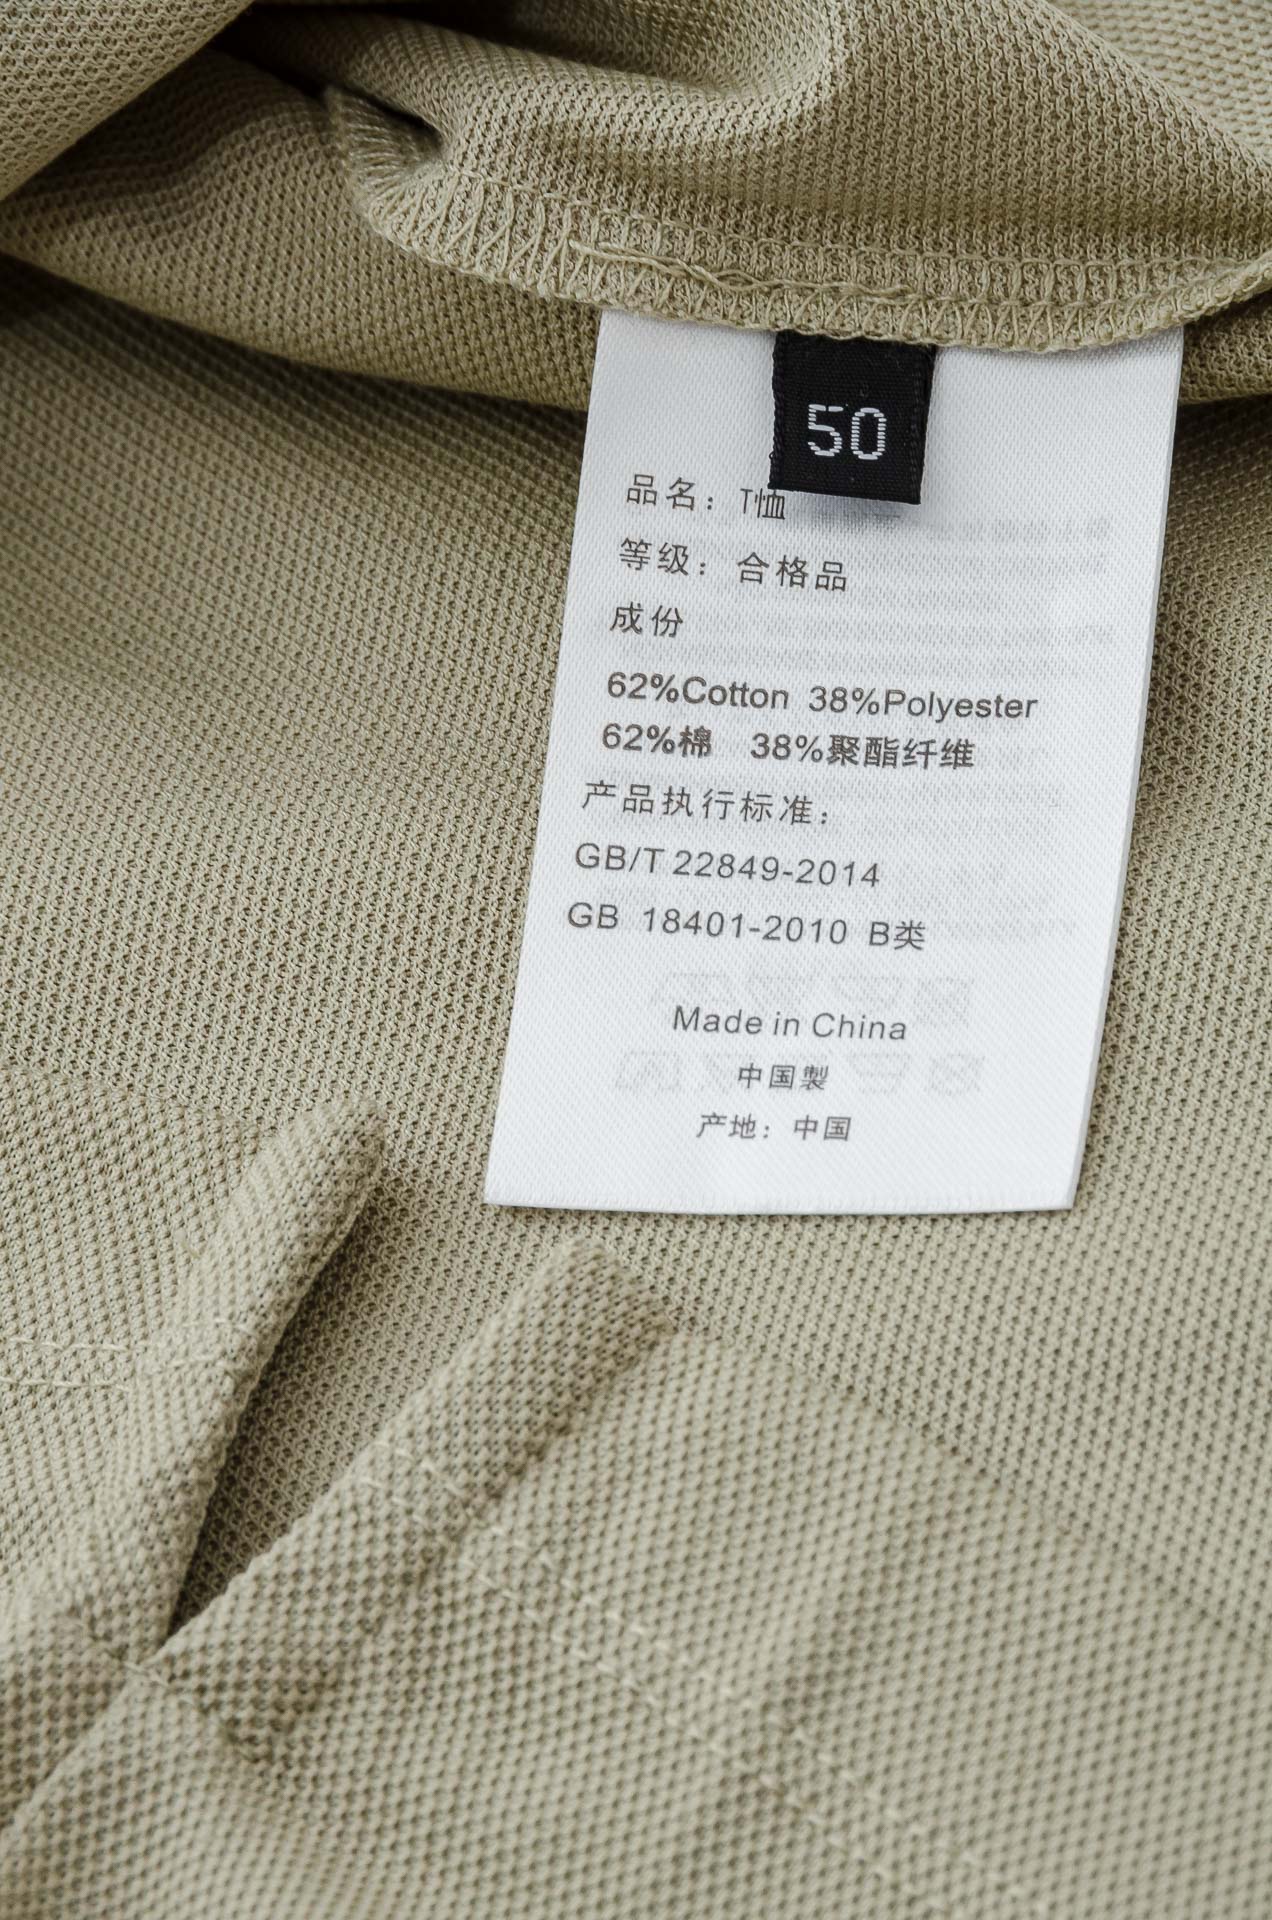 50
品名：T恤
等级：合格品
成份
62%Cotton 38%Polyester
62%棉 38%聚酯纤维
产品执行标准：
GB/T 22849-2014
GB 18401-2010 B类
Made in China
中国製
产地：中国